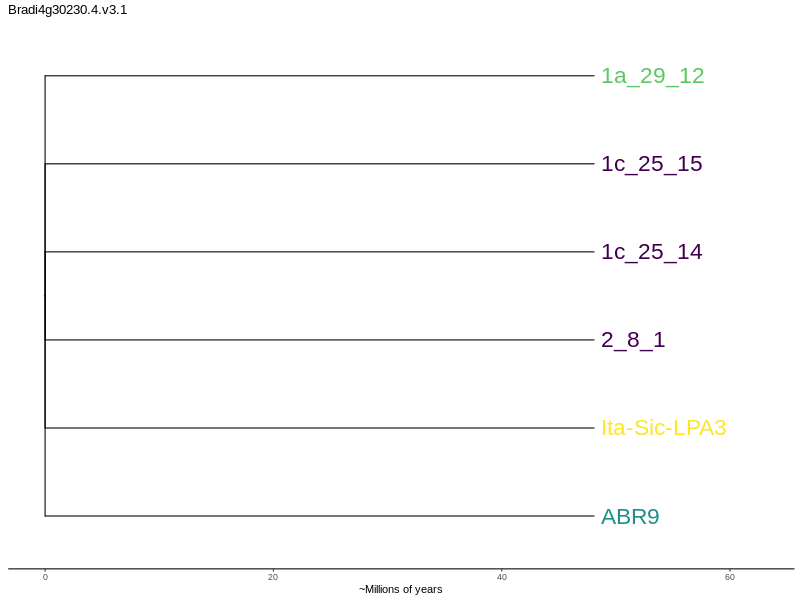 Bradi4g30230.4.v3.1
1a_29_12
1c_25_15
1c_25_14
2_8_1
Ita-Sic-LPA3
ABR9
0 20 40 60
~Millions of years